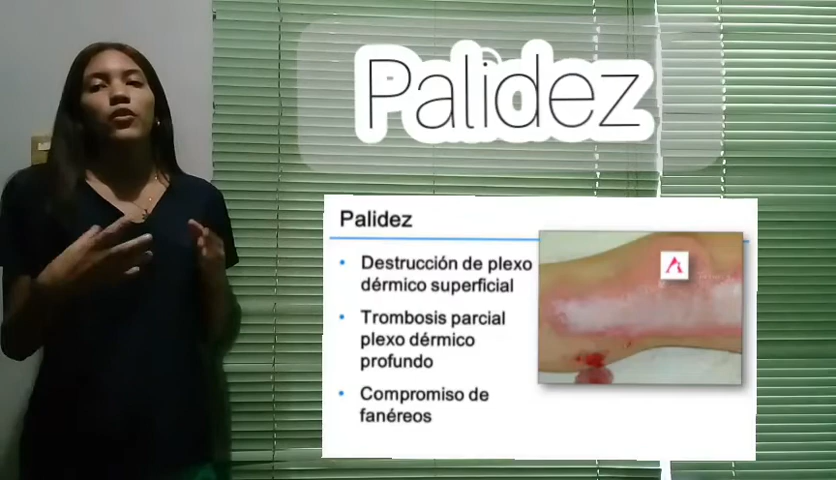 Palidez
Palidez
• Destrucción de plexo
dérmico superficial
• Trombosis parcial
plexo dérmico
profundo
• Compromiso de
fanéreos